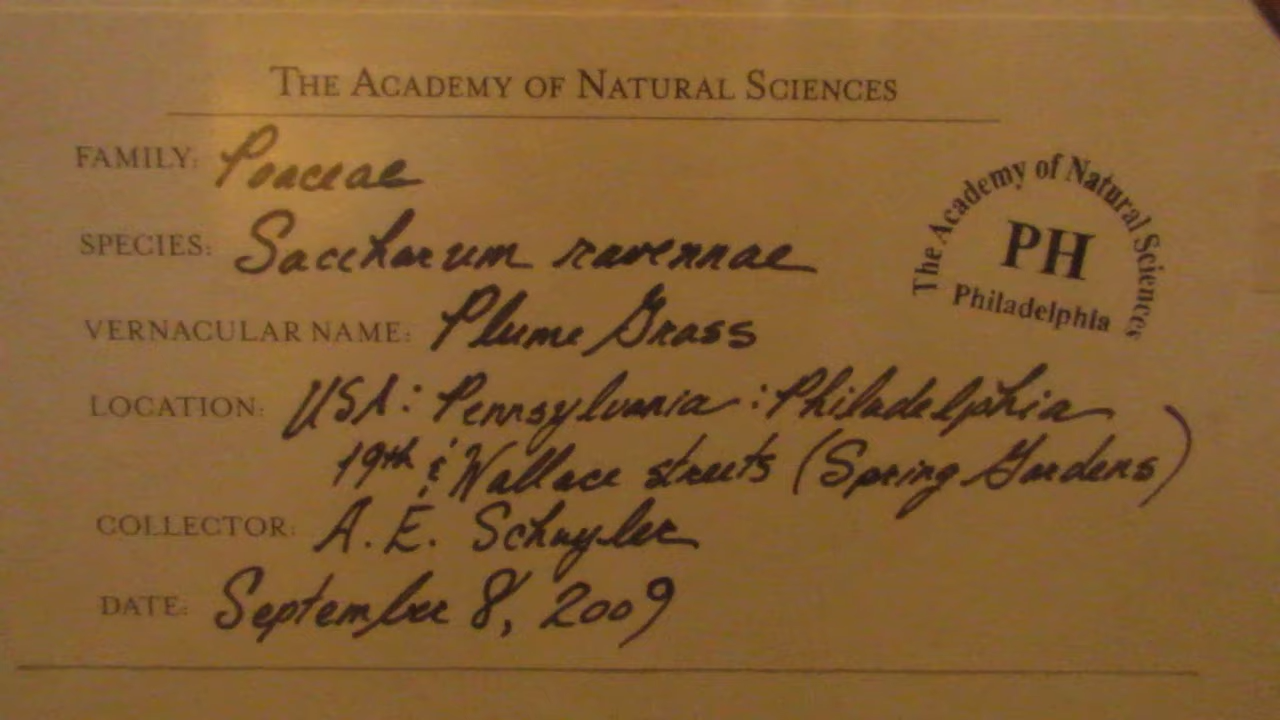 THE ACADEMY OF NATURAL SCIENCES
FAMILY: Poaceae
SPECIES: Saccharum ravennae
The Academy of Natural Sciences
PH
Philadelphia
VERNACULAR NAME: Plume Grass
LOCATION: USA: Pennsylvania: Philadelphia
19th & Wallace streets (Spring Gardens)
COLLECTOR: A. E. Schuyler
DATE: September 8, 2009